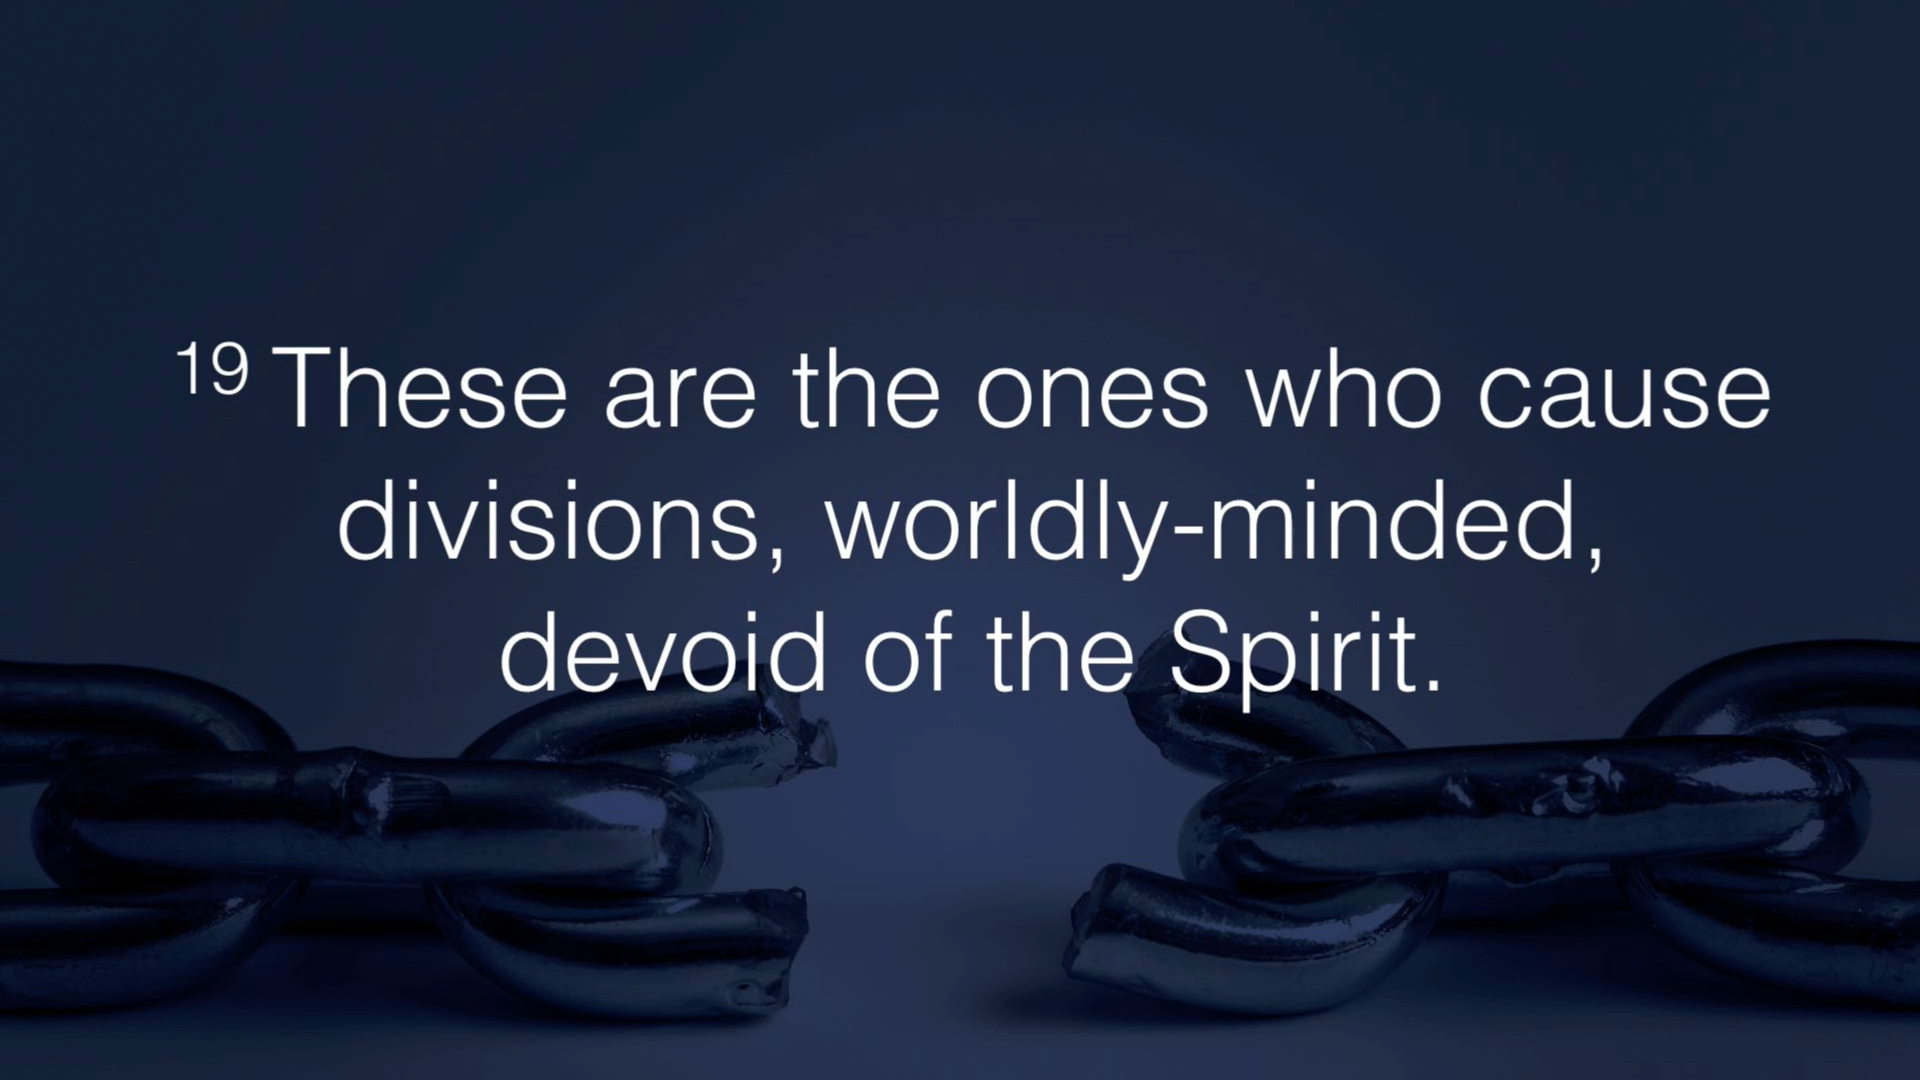 19 These are the ones who cause
divisions, worldly-minded,
devoid of the Spirit.